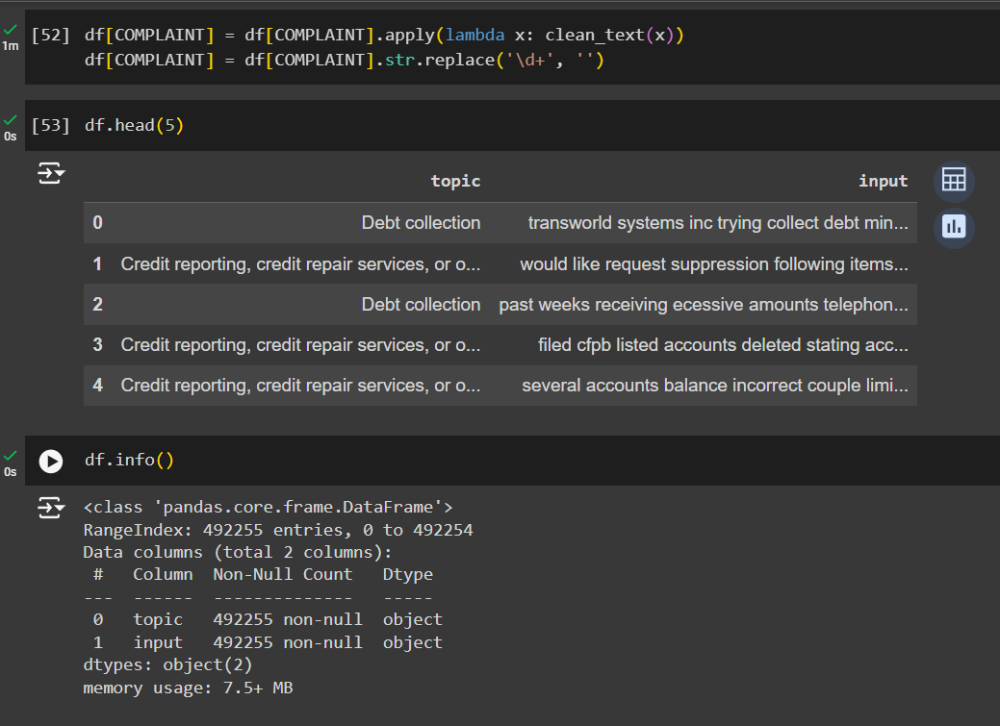 [52] df[COMPLAINT] = df[COMPLAINT].apply(lambda x: clean_text(x))
1m
df[COMPLAINT] = df[COMPLAINT].str.replace('\d+', '')
[53] df.head(5)
0s
topic input
0 Debt collection transworld systems inc trying collect debt min...
1 Credit reporting, credit repair services, or o... would like request suppression following items...
2 Debt collection past weeks receiving ecessive amounts telephon...
3 Credit reporting, credit repair services, or o... filed cfpb listed accounts deleted stating acc...
4 Credit reporting, credit repair services, or o... several accounts balance incorrect couple limi...
df.info()
0s
<class 'pandas.core.frame.DataFrame'>
RangeIndex: 492255 entries, 0 to 492254
Data columns (total 2 columns):
# Column Non-Null Count Dtype
--- ------ -------------- -----
0 topic 492255 non-null object
1 input 492255 non-null object
dtypes: object(2)
memory usage: 7.5+ MB